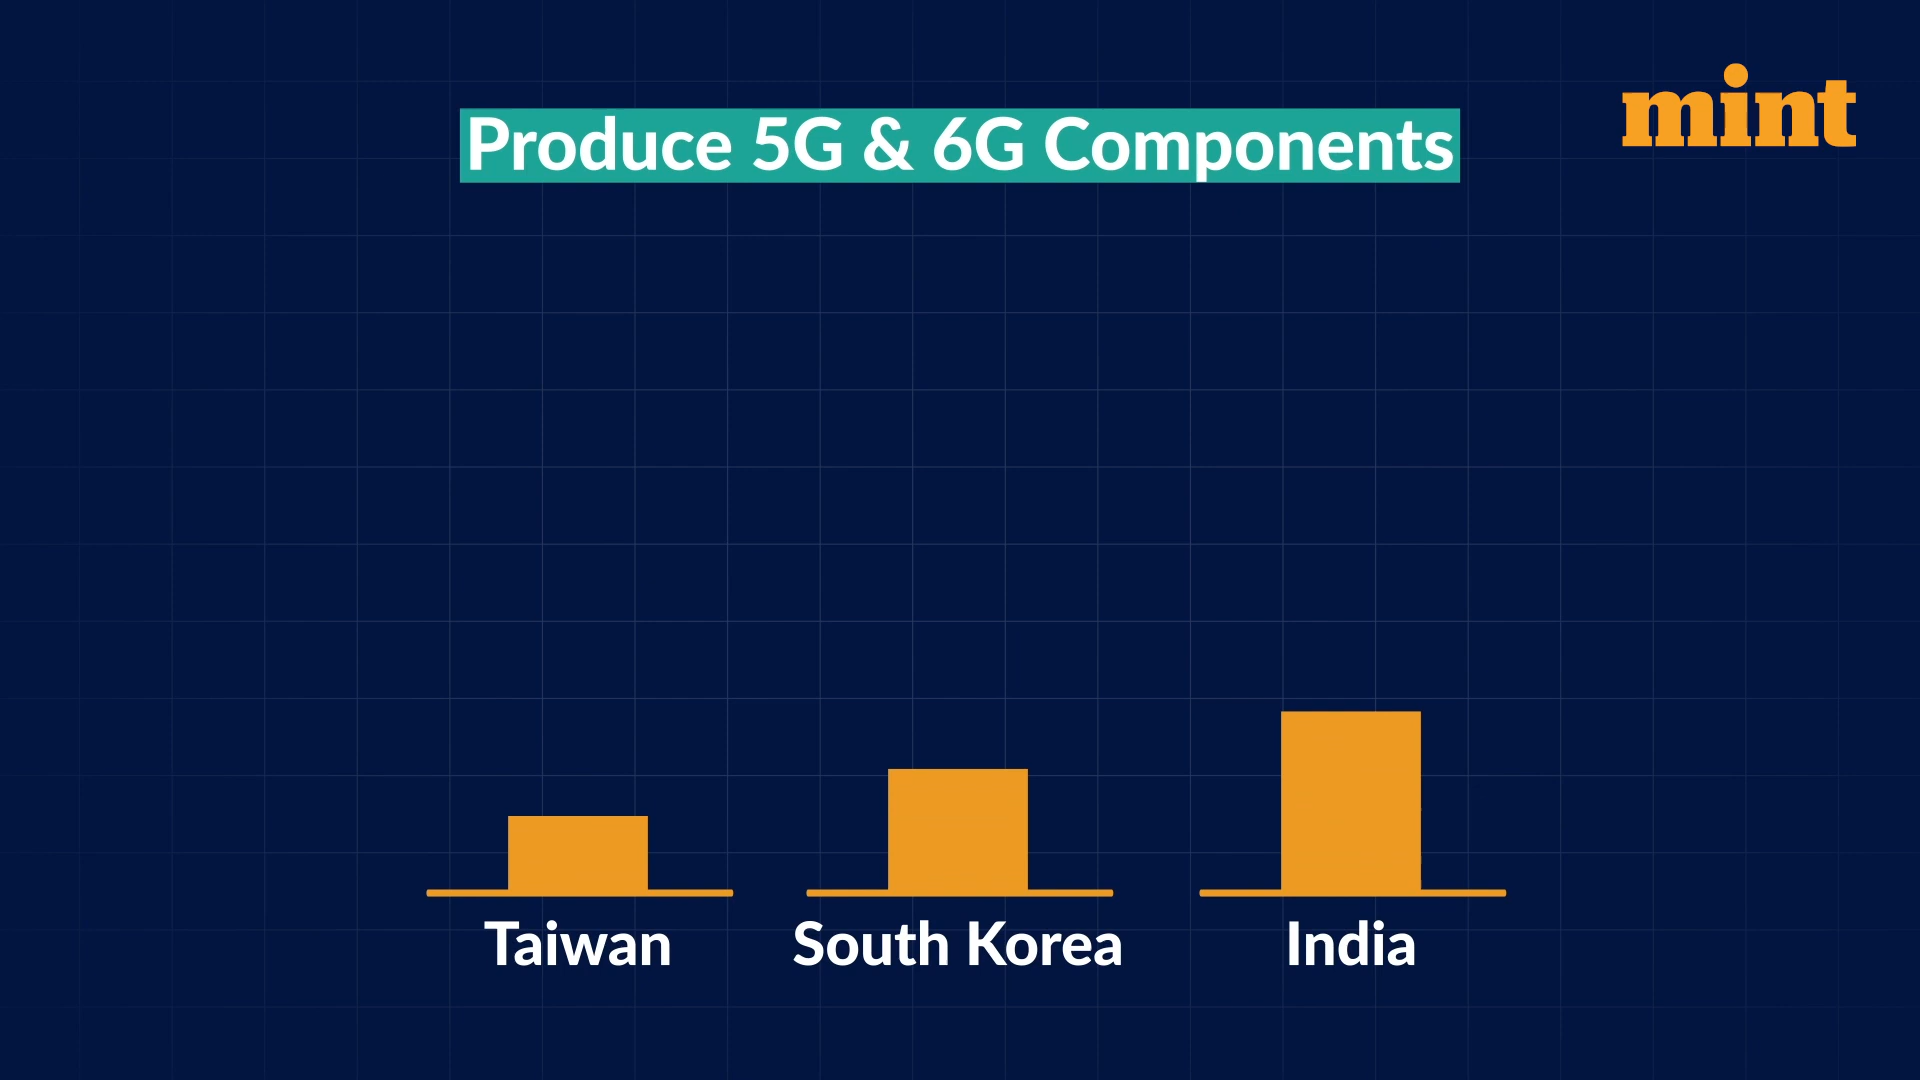 mint
Produce 5G & 6G Components
Taiwan
South Korea
India